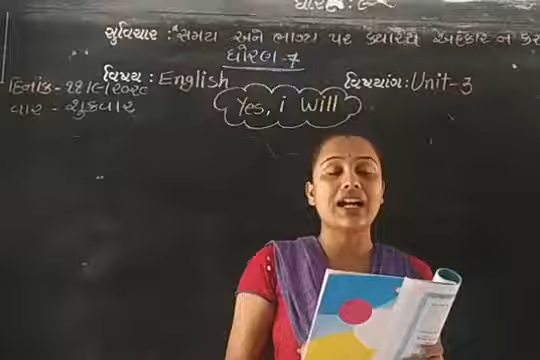 સુવિચાર : "સમય અને ભાગ્ય પર ક્યારેય અહંકાર ન કર
ધોરણ - 7
વિષય : English
વિષયાંગ : Unit - 3
વાર - શુક્રવાર
Yes, i will